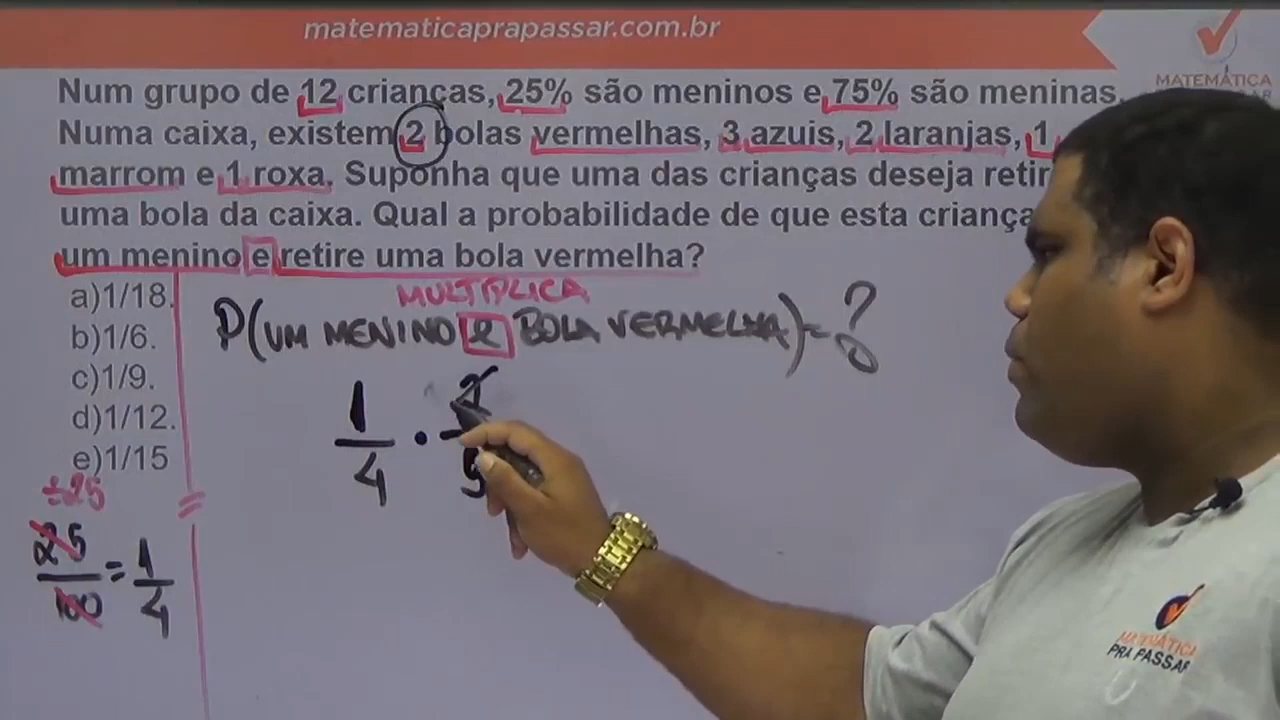 matematicaprapassar.com.br
MATEMÁTICA
Num grupo de 12 crianças, 25% são meninos e 75% são meninas.
Numa caixa, existem 2 bolas vermelhas, 3 azuis, 2 laranjas, 1
marrom e 1 roxa. Suponha que uma das crianças deseja retir
uma bola da caixa. Qual a probabilidade de que esta criança
um menino e retire uma bola vermelha?
a)1/18.
b)1/6.
c)1/9.
d)1/12.
e)1/15
MULTIPLICA
P(UM MENINO e BOLA VERMELHA)=?
1/4 · 2/9
÷25
25/100 = 1/4
MATEMÁTICA
PRA PASSAR